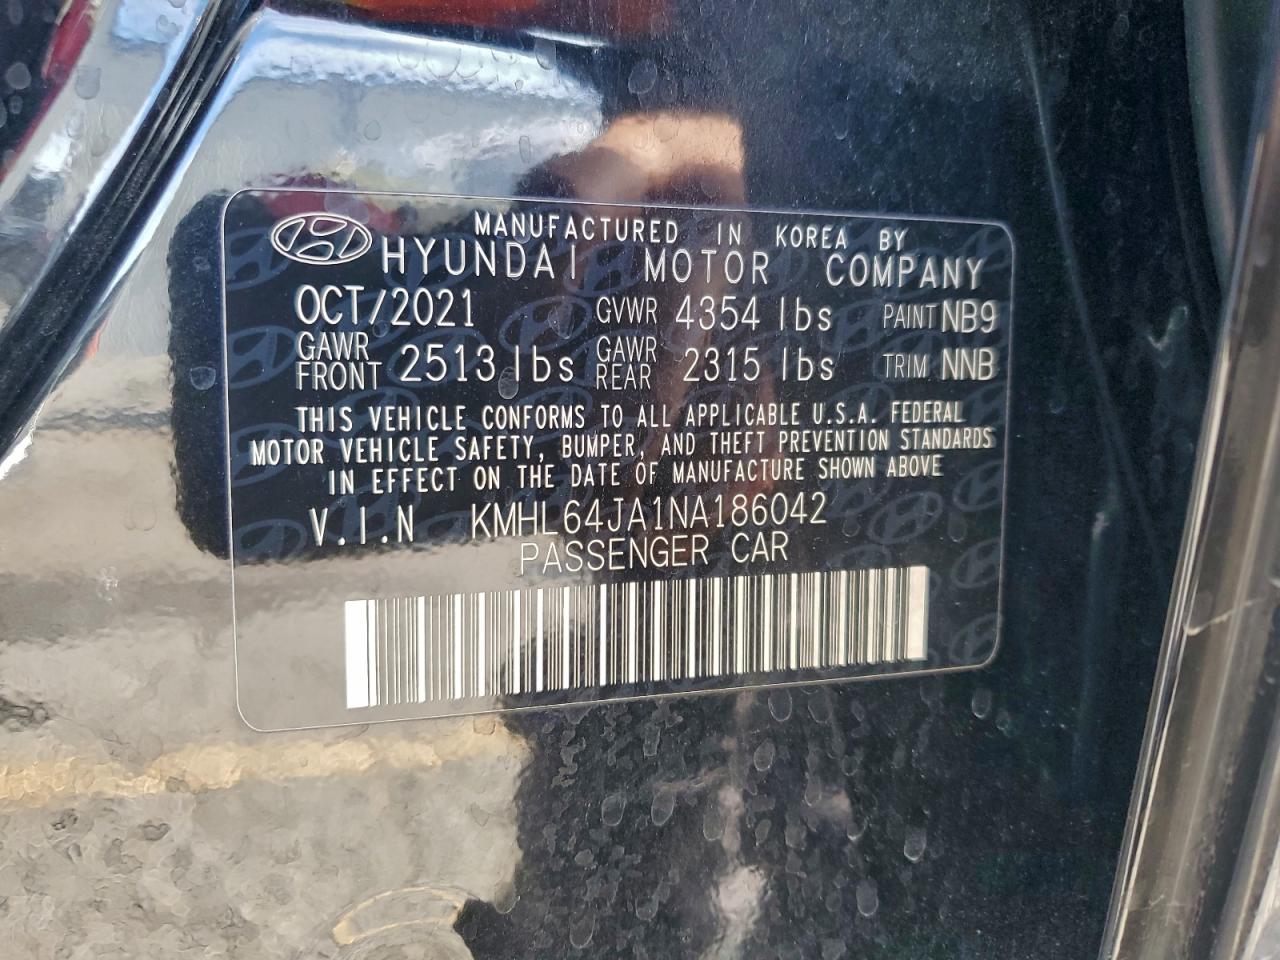 MANUFACTURED IN KOREA BY
HYUNDAI MOTOR COMPANY
OCT/2021 GVWR 4354 lbs PAINT NB9
GAWR FRONT 2513 lbs GAWR REAR 2315 lbs TRIM NNB
THIS VEHICLE CONFORMS TO ALL APPLICABLE U.S.A. FEDERAL
MOTOR VEHICLE SAFETY, BUMPER, AND THEFT PREVENTION STANDARDS
IN EFFECT ON THE DATE OF MANUFACTURE SHOWN ABOVE
V.I.N KMHL64JA1NA186042
PASSENGER CAR